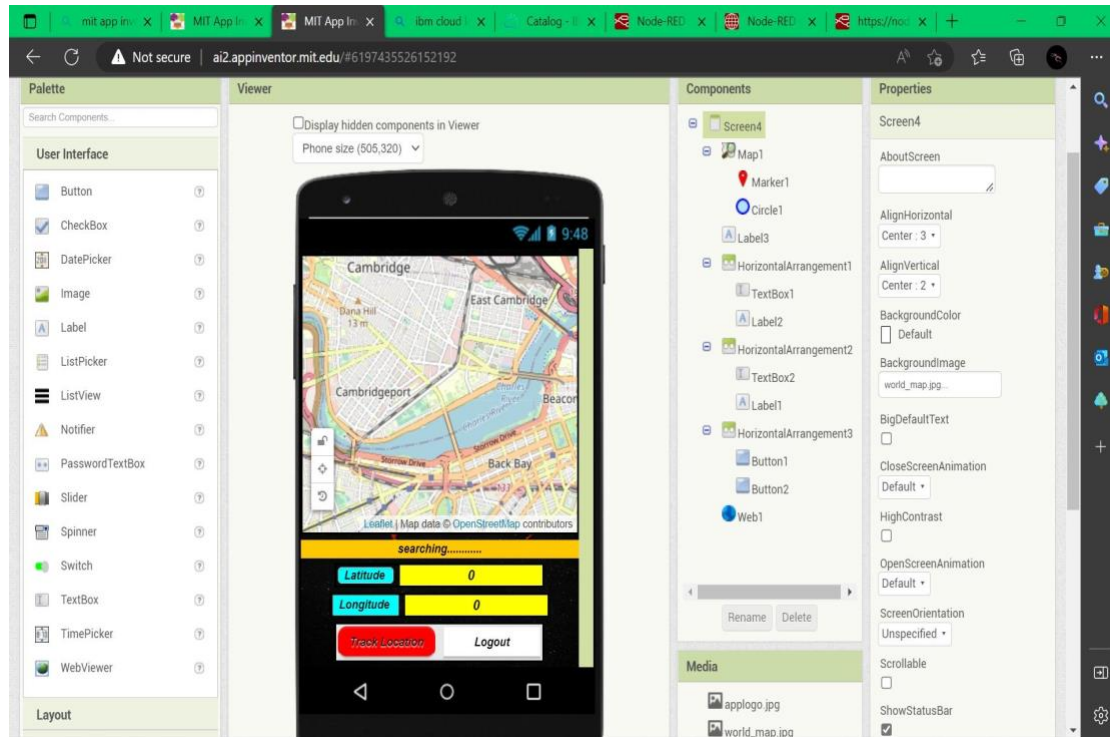 mit app inv
MIT App In
MIT App In
ibm cloud
Catalog - I
Node-RED
Node-RED
https://nod
Not secure | ai2.appinventor.mit.edu/#6197435526152192
Palette
Search Components...
User Interface
Button
CheckBox
DatePicker
Image
Label
ListPicker
ListView
Notifier
PasswordTextBox
Slider
Spinner
Switch
TextBox
TimePicker
WebViewer
Layout
Viewer
Display hidden components in Viewer
Phone size (505,320)
9:48
Cambridge
East Cambridge
Dana Hill
13 m
Cambridgeport
Charles
River
Beacon
Storrow Drive
Storrow Drive
Back Bay
Leaflet | Map data © OpenStreetMap contributors
searching............
Latitude 0
Longitude 0
Track Location Logout
Components
Screen4
Map1
Marker1
Circle1
Label3
HorizontalArrangement1
TextBox1
Label2
HorizontalArrangement2
TextBox2
Label1
HorizontalArrangement3
Button1
Button2
Web1
Rename Delete
Media
applogo.jpg
world_map.jpg
Properties
Screen4
AboutScreen
AlignHorizontal
Center : 3
AlignVertical
Center : 2
BackgroundColor
Default
BackgroundImage
world_map.jpg...
BigDefaultText
CloseScreenAnimation
Default
HighContrast
OpenScreenAnimation
Default
ScreenOrientation
Unspecified
Scrollable
ShowStatusBar